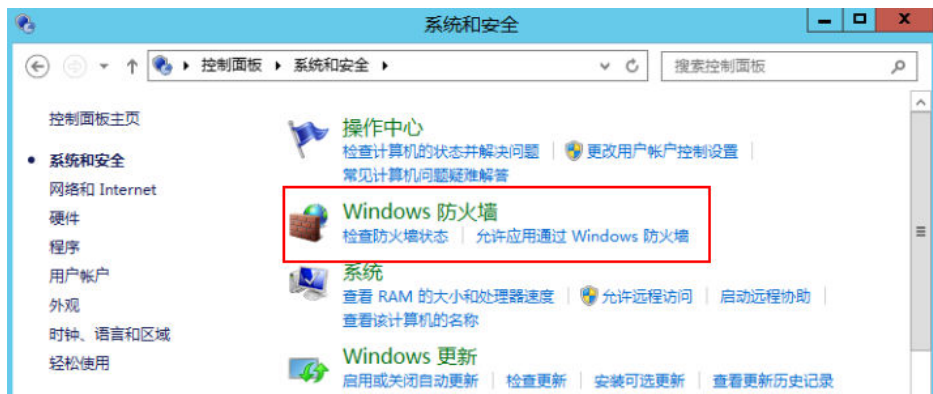 系统和安全
控制面板 系统和安全
搜索控制面板
控制面板主页
系统和安全
网络和 Internet
硬件
程序
用户帐户
外观
时钟、语言和区域
轻松使用
操作中心
检查计算机的状态并解决问题 更改用户帐户控制设置
常见计算机问题疑难解答
Windows 防火墙
检查防火墙状态 允许应用通过 Windows 防火墙
系统
查看 RAM 的大小和处理器速度 允许远程访问 启动远程协助
查看该计算机的名称
Windows 更新
启用或关闭自动更新 检查更新 安装可选更新 查看更新历史记录